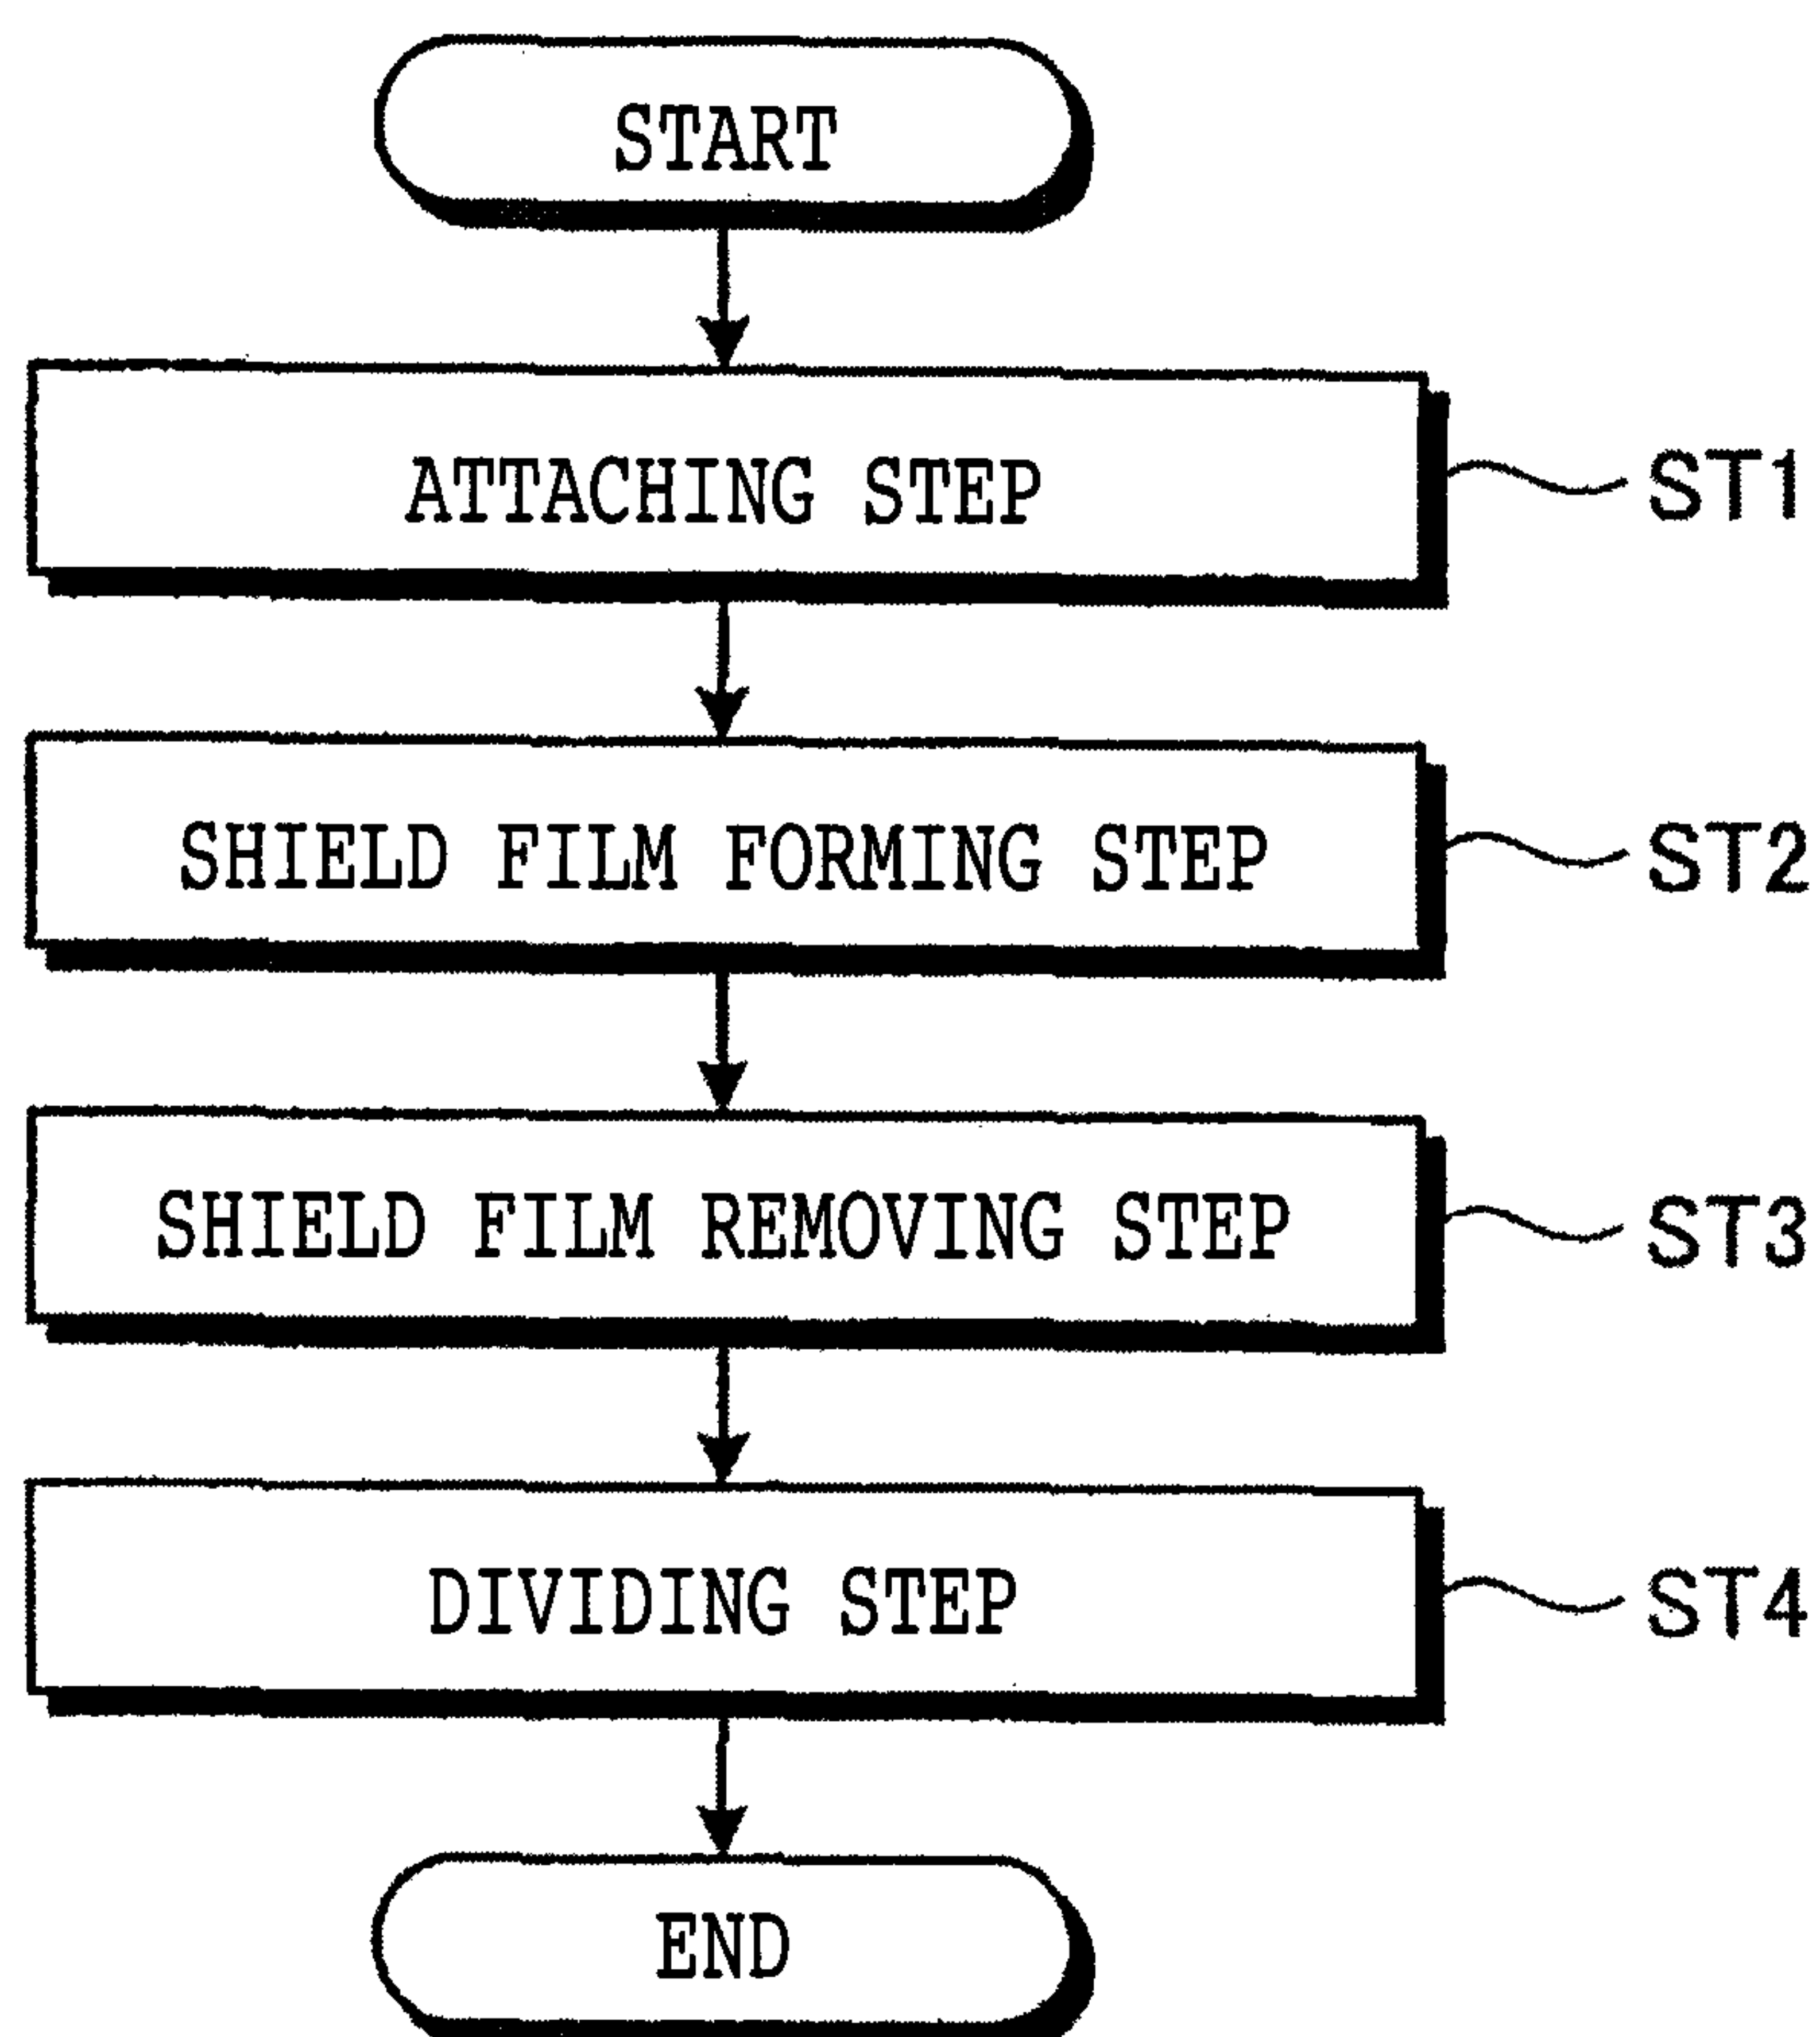 START
ATTACHING STEP
ST1
SHIELD FILM FORMING STEP
ST2
SHIELD FILM REMOVING STEP
ST3
DIVIDING STEP
ST4
END